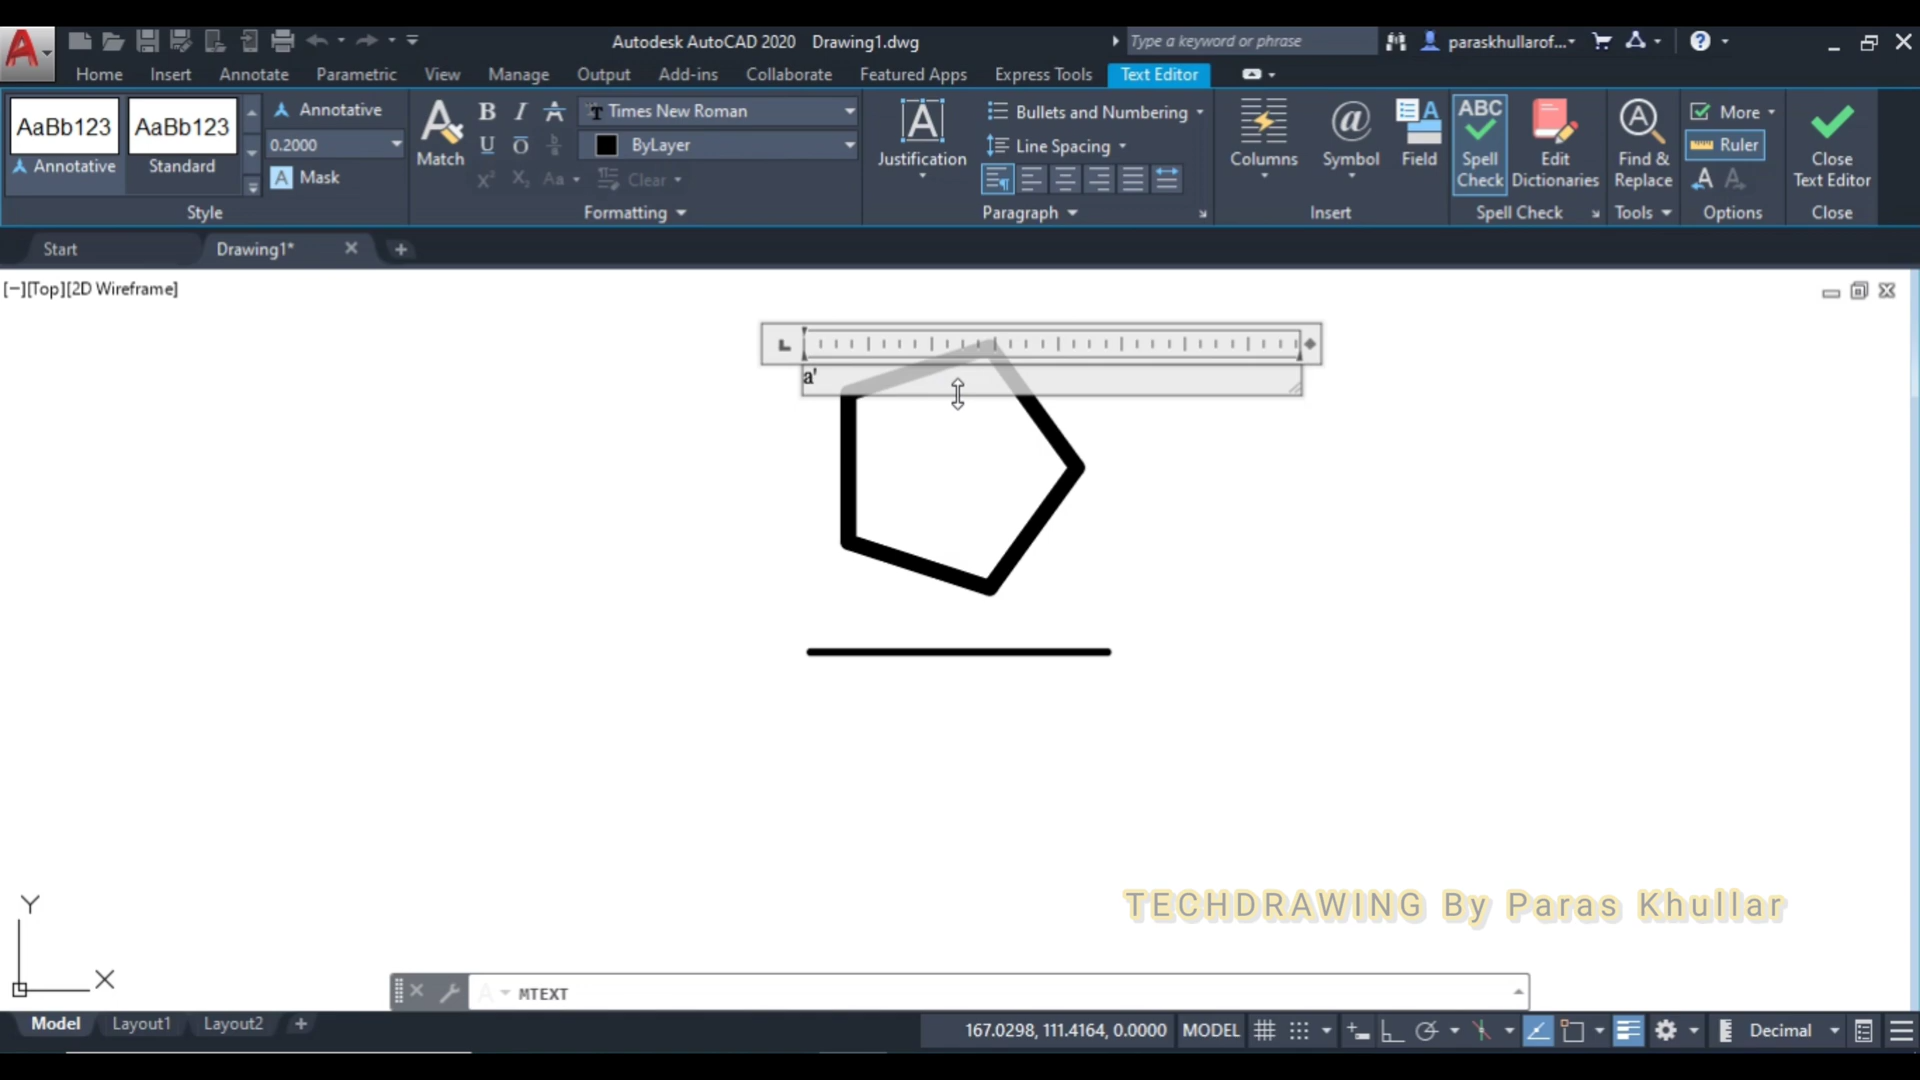 Autodesk AutoCAD 2020 Drawing1.dwg
Type a keyword or phrase
paraskhullarof...
Home Insert Annotate Parametric View Manage Output Add-ins Collaborate Featured Apps Express Tools Text Editor
AaBb123 AaBb123
Annotative Standard
Annotative
0.2000
Mask
Style
Match
Times New Roman
ByLayer
Clear
Formatting
Justification
Bullets and Numbering
Line Spacing
Paragraph
Columns Symbol Field
Insert
ABC
Spell Check
Edit Dictionaries
Spell Check
Find & Replace
Tools
More
Ruler
Options
Close Text Editor
Close
Start Drawing1*
[−][Top][2D Wireframe]
a'
Y
X
TECHDRAWING By Paras Khullar
MTEXT
Model Layout1 Layout2
167.0298, 111.4164, 0.0000 MODEL
Decimal